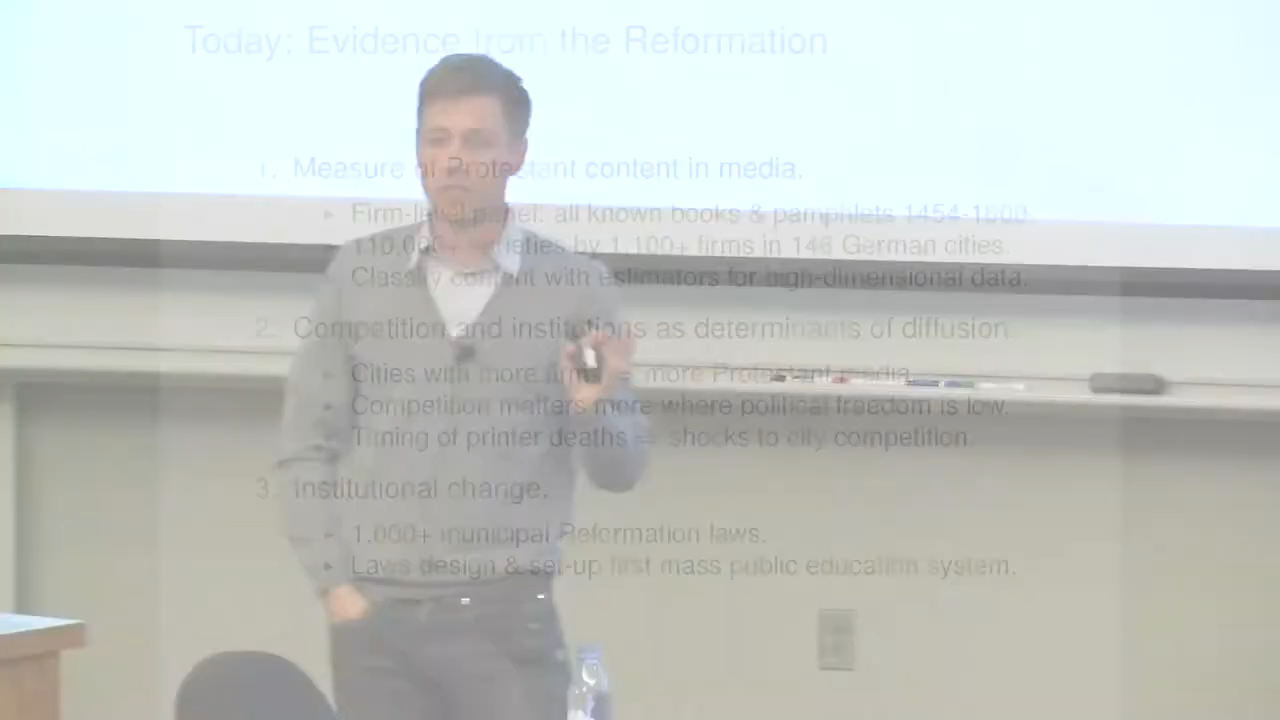 Today: Evidence from the Reformation
1. Measure of Protestant content in media.
Firm-level panel: all known books & pamphlets 1454-1600.
110,000+ varieties by 1,100+ firms in 146 German cities.
Classify content with estimators for high-dimensional data.
2. Competition and institutions as determinants of diffusion.
Cities with more firms more Protestant media.
Competition matters more where political freedom is low.
Timing of printer deaths shocks to city competition.
3. Institutional change.
1,000+ municipal Reformation laws.
Laws design & set-up first mass public education system.